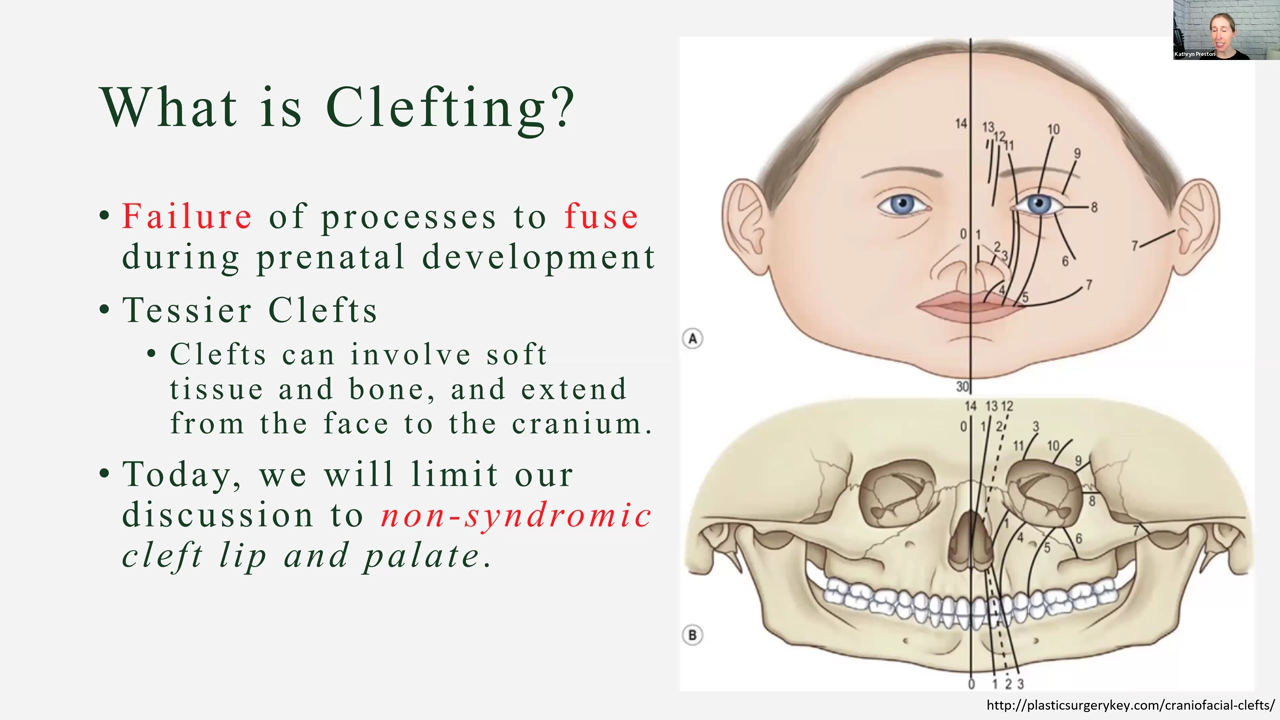 What is Clefting?
• Failure of processes to fuse
during prenatal development
• Tessier Clefts
• Clefts can involve soft
tissue and bone, and extend
from the face to the cranium.
• Today, we will limit our
discussion to non-syndromic
cleft lip and palate.
Kathryn Preston
14
13
12
11
10
9
8
0
1
2
3
7
6
7
4
5
A
30
14 13 12
0 1 2
3
11
10
9
8
7
1
4
5
6
B
0 1 2 3
http://plasticsurgerykey.com/craniofacial-clefts/